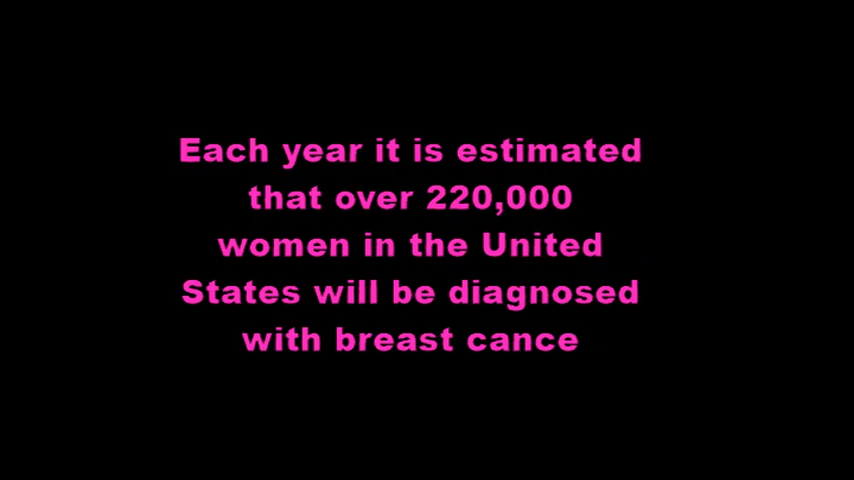 Each year it is estimated
that over 220,000
women in the United
States will be diagnosed
with breast cance